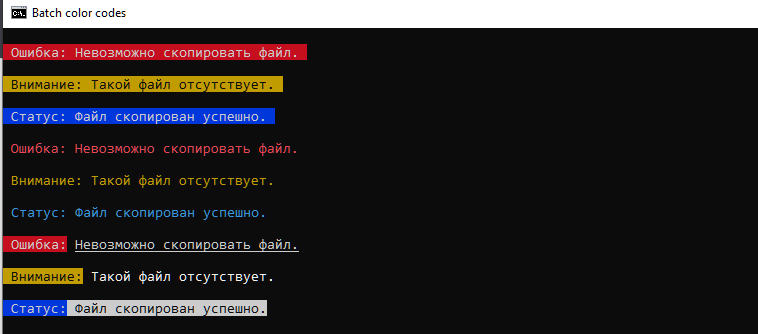 Batch color codes
Ошибка: Невозможно скопировать файл.
Внимание: Такой файл отсутствует.
Статус: Файл скопирован успешно.
Ошибка: Невозможно скопировать файл.
Внимание: Такой файл отсутствует.
Статус: Файл скопирован успешно.
Ошибка: Невозможно скопировать файл.
Внимание: Такой файл отсутствует.
Статус: Файл скопирован успешно.